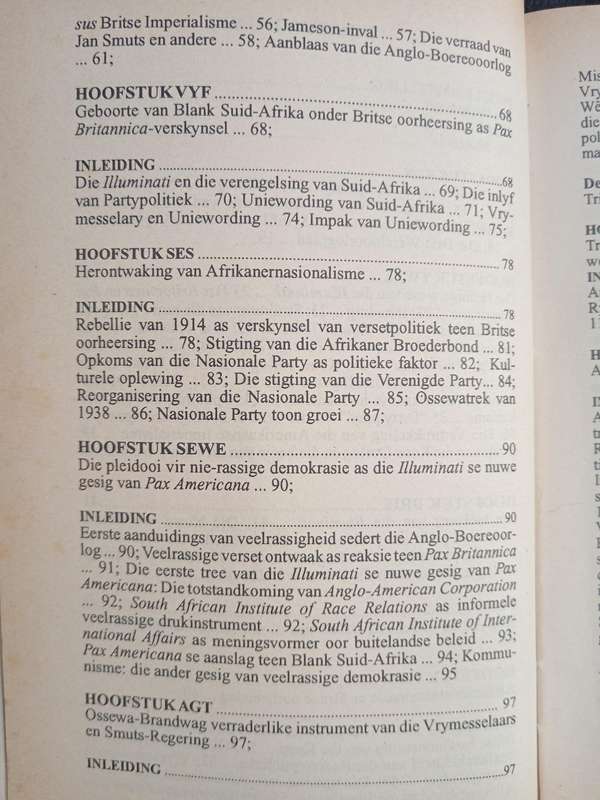 sus Britse Imperialisme ... 56; Jameson-inval ... 57; Die verraad van
Jan Smuts en andere ... 58; Aanblaas van die Anglo-Boereooorlog
... 61;
HOOFSTUK VYF ........ 68
Geboorte van Blank Suid-Afrika onder Britse oorheersing as Pax
Britannica-verskynsel ... 68;
INLEIDING ........ 68
Die Illuminati en die verengelsing van Suid-Afrika ... 69; Die inlyf
van Partypolitiek ... 70; Uniewording van Suid-Afrika ... 71; Vry-
messelary en Uniewording ... 74; Impak van Uniewording ... 75;
HOOFSTUK SES ........ 78
Herontwaking van Afrikanernasionalisme ... 78;
INLEIDING ........ 78
Rebellie van 1914 as verskynsel van versetpolitiek teen Britse
oorheersing ... 78; Stigting van die Afrikaner Broederbond ... 81;
Opkoms van die Nasionale Party as politieke faktor ... 82; Kul-
turele oplewing ... 83; Die stigting van die Verenigde Party... 84;
Reorganisering van die Nasionale Party ... 85; Ossewatrek van
1938 ... 86; Nasionale Party toon groei ... 87;
HOOFSTUK SEWE ........ 90
Die pleidooi vir nie-rassige demokrasie as die Illuminati se nuwe
gesig van Pax Americana ... 90;
INLEIDING ........ 90
Eerste aanduidings van veelrassigheid sedert die Anglo-Boereoor-
log ... 90; Veelrassige verset ontwaak as reaksie teen Pax Britannica
... 91; Die eerste tree van die Illuminati se nuwe gesig van Pax
Americana: Die totstandkoming van Anglo-American Corporation
... 92; South African Institute of Race Relations as informele
veelrassige drukinstrument ... 92; South African Institute of Inter-
national Affairs as meningsvormer oor buitelandse beleid ... 93;
Pax Americana se aanslag teen Blank Suid-Afrika ... 94; Kommu-
nisme: die ander gesig van veelrassige demokrasie ... 95
HOOFSTUK AGT ........ 97
Ossewa-Brandwag verraderlike instrument van die Vrymesselaars
en Smuts-Regering ... 97;
INLEIDING ........ 97